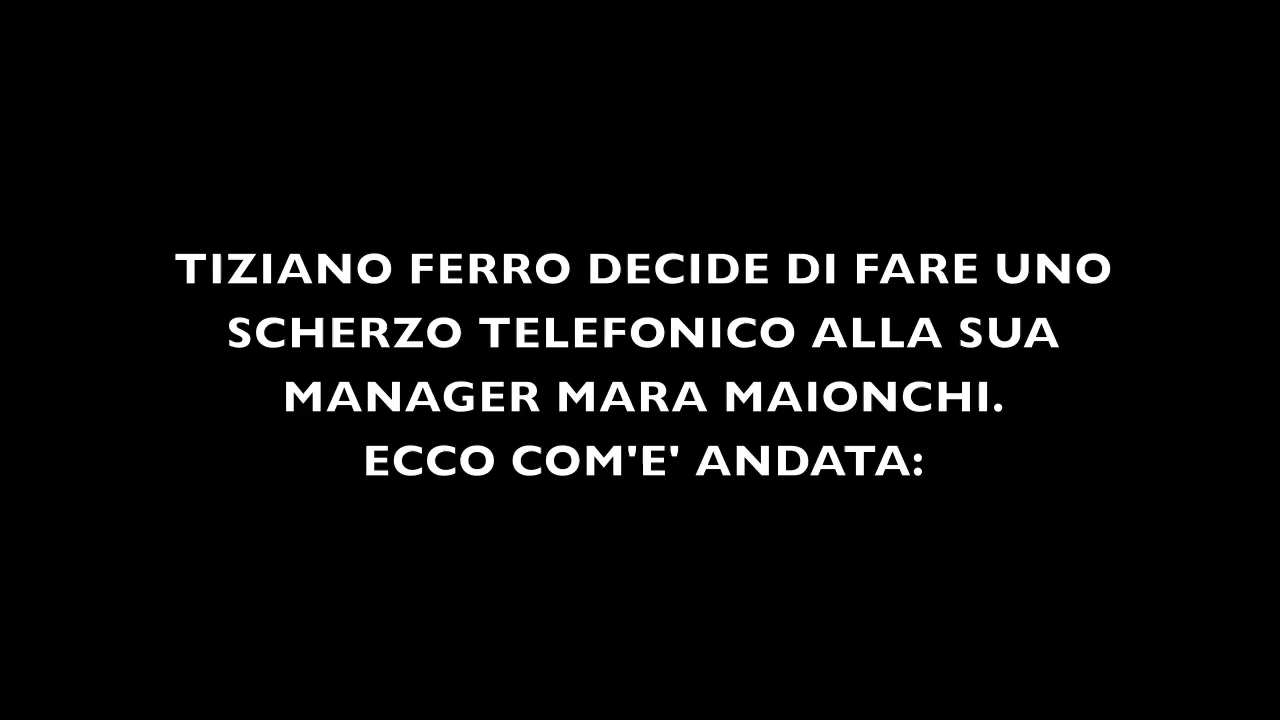 TIZIANO FERRO DECIDE DI FARE UNO
SCHERZO TELEFONICO ALLA SUA
MANAGER MARA MAIONCHI.
ECCO COM'E' ANDATA: